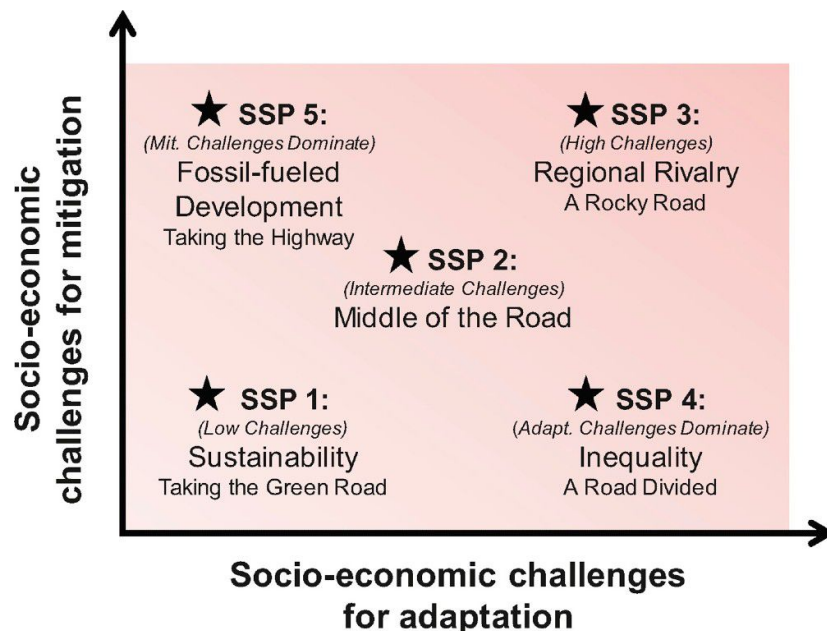 Socio-economic
challenges for mitigation
SSP 5:
(Mit. Challenges Dominate)
Fossil-fueled
Development
Taking the Highway
SSP 3:
(High Challenges)
Regional Rivalry
A Rocky Road
SSP 2:
(Intermediate Challenges)
Middle of the Road
SSP 1:
(Low Challenges)
Sustainability
Taking the Green Road
SSP 4:
(Adapt. Challenges Dominate)
Inequality
A Road Divided
Socio-economic challenges
for adaptation